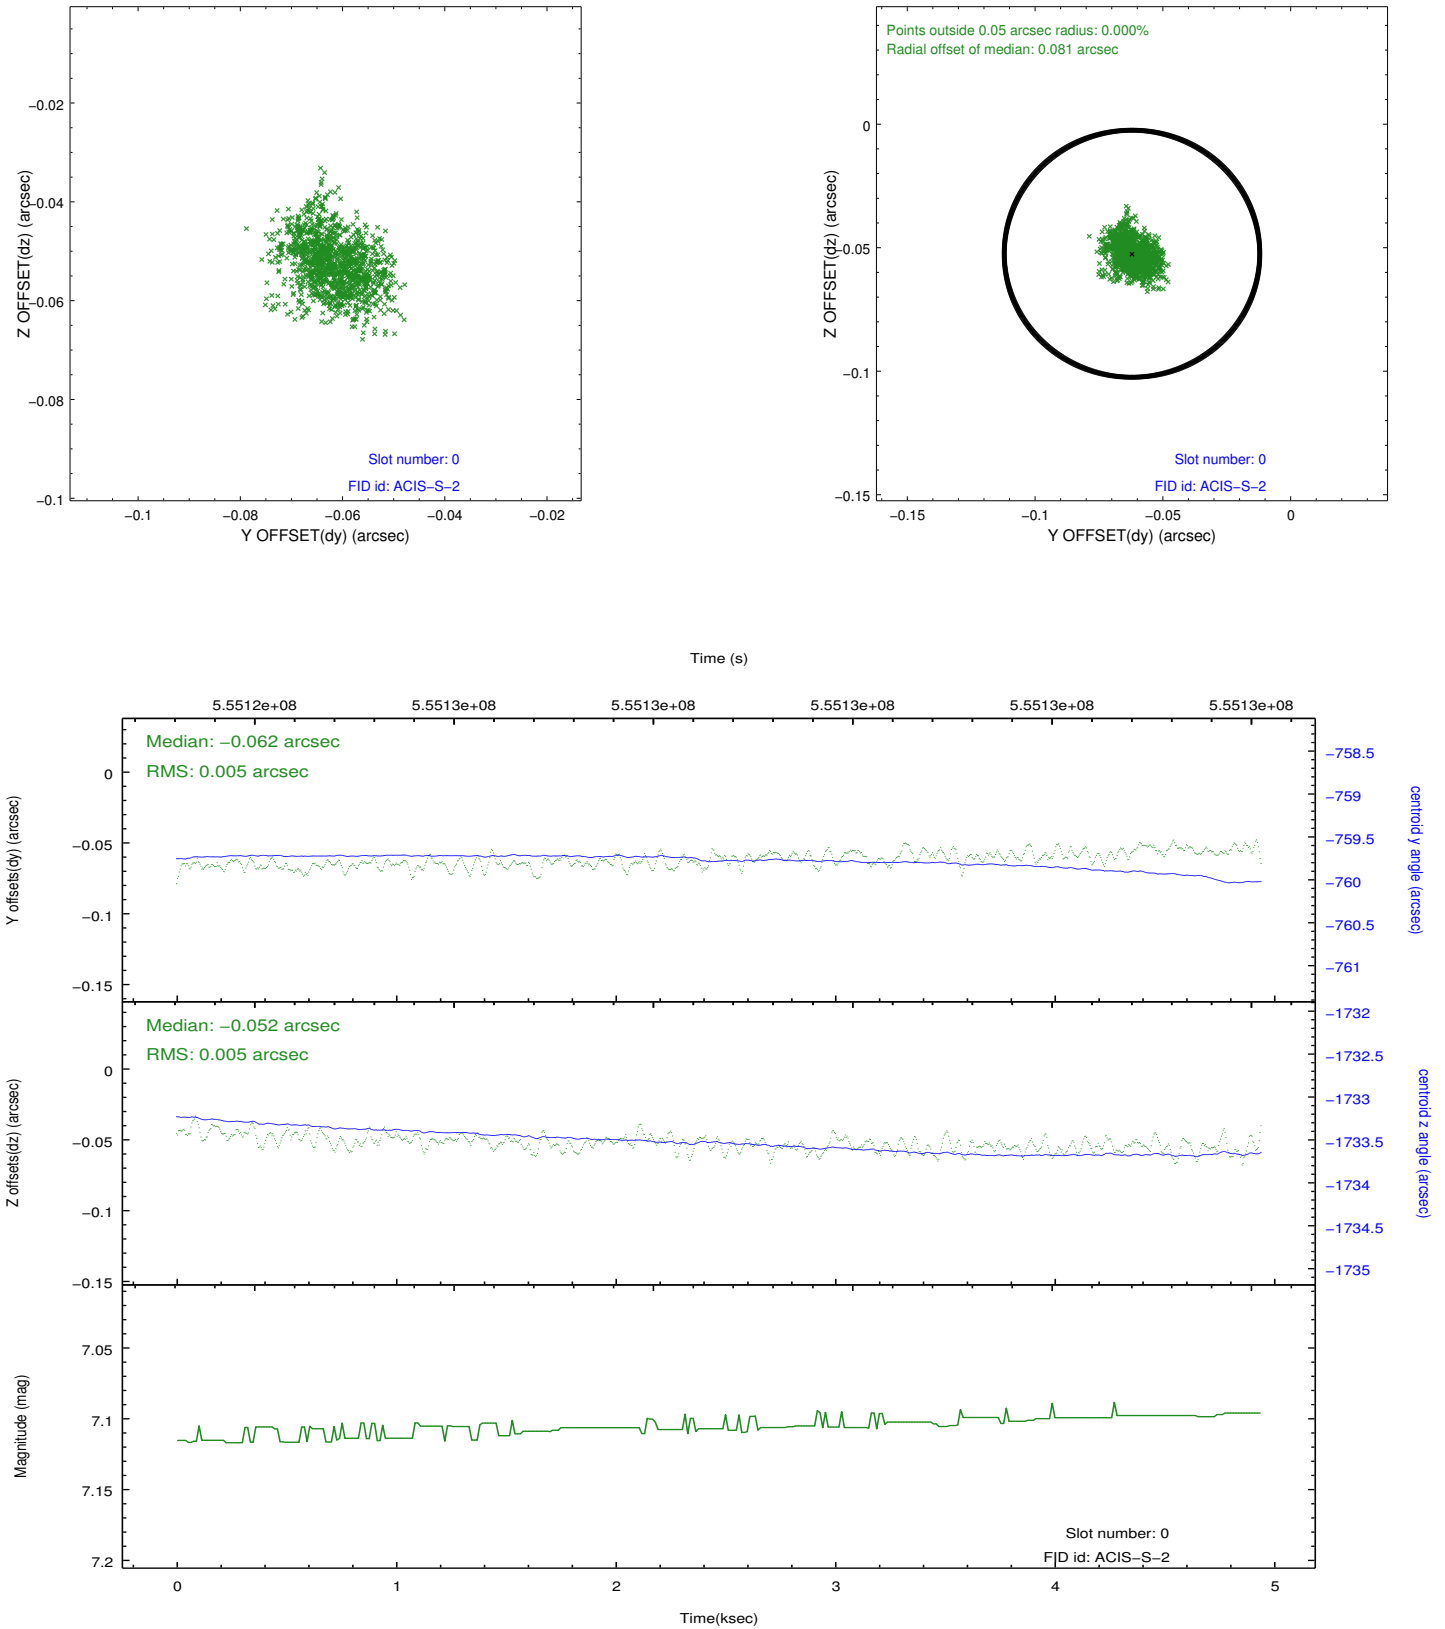 −0.02
−0.04
−0.06
−0.08
−0.1
Z OFFSET(dz) (arcsec)
Slot number: 0
FID id: ACIS−S−2
−0.1
−0.08
−0.06
−0.04
−0.02
Y OFFSET(dy) (arcsec)
Points outside 0.05 arcsec radius: 0.000%
Radial offset of median: 0.081 arcsec
0
−0.05
−0.1
−0.15
Z OFFSET(dz) (arcsec)
Slot number: 0
FID id: ACIS−S−2
−0.15
−0.1
−0.05
0
Y OFFSET(dy) (arcsec)
Time (s)
5.5512e+08
5.5513e+08
5.5513e+08
5.5513e+08
5.5513e+08
5.5513e+08
Median: −0.062 arcsec
RMS: 0.005 arcsec
0
−0.05
−0.1
−0.15
Y offsets(dy) (arcsec)
−758.5
−759
−759.5
−760
−760.5
−761
centroid y angle (arcsec)
Median: −0.052 arcsec
RMS: 0.005 arcsec
0
−0.05
−0.1
−0.15
Z offsets(dz) (arcsec)
−1732
−1732.5
−1733
−1733.5
−1734
−1734.5
−1735
centroid z angle (arcsec)
7.05
7.1
7.15
7.2
Magnitude (mag)
Slot number: 0
FID id: ACIS−S−2
0
1
2
3
4
5
Time(ksec)